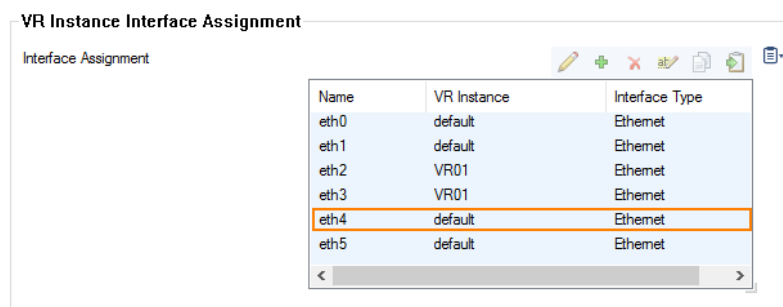 VR Instance Interface Assignment
Interface Assignment
Name VR Instance Interface Type
eth0 default Ethernet
eth1 default Ethernet
eth2 VR01 Ethernet
eth3 VR01 Ethernet
eth4 default Ethernet
eth5 default Ethernet